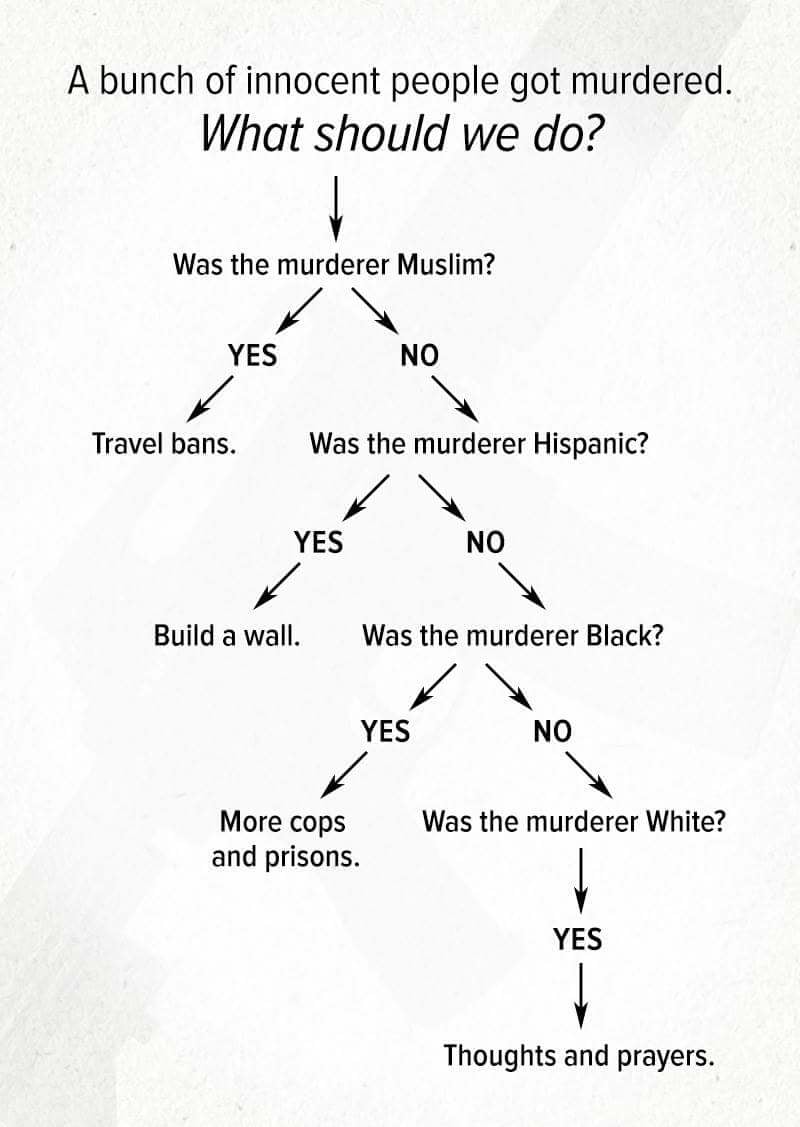 A bunch of innocent people got murdered.
What should we do?
Was the murderer Muslim?
YES
NO
Travel bans.
Was the murderer Hispanic?
YES
NO
Build a wall.
Was the murderer Black?
YES
NO
More cops
and prisons.
Was the murderer White?
YES
Thoughts and prayers.